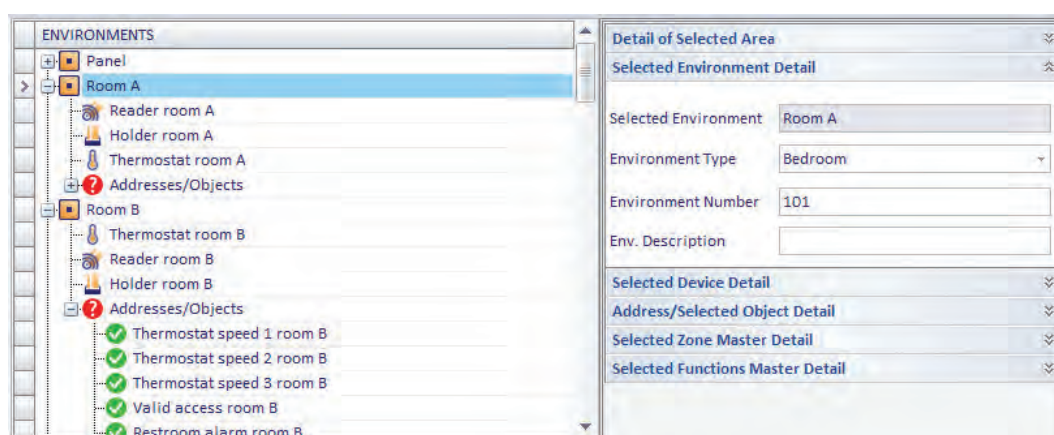 ENVIRONMENTS
Panel
Room A
Reader room A
Holder room A
Thermostat room A
Addresses/Objects
Room B
Thermostat room B
Reader room B
Holder room B
Addresses/Objects
Thermostat speed 1 room B
Thermostat speed 2 room B
Thermostat speed 3 room B
Valid access room B
Restroom alarm room B
Detail of Selected Area
Selected Environment Detail
Selected Environment Room A
Environment Type Bedroom
Environment Number 101
Env. Description
Selected Device Detail
Address/Selected Object Detail
Selected Zone Master Detail
Selected Functions Master Detail